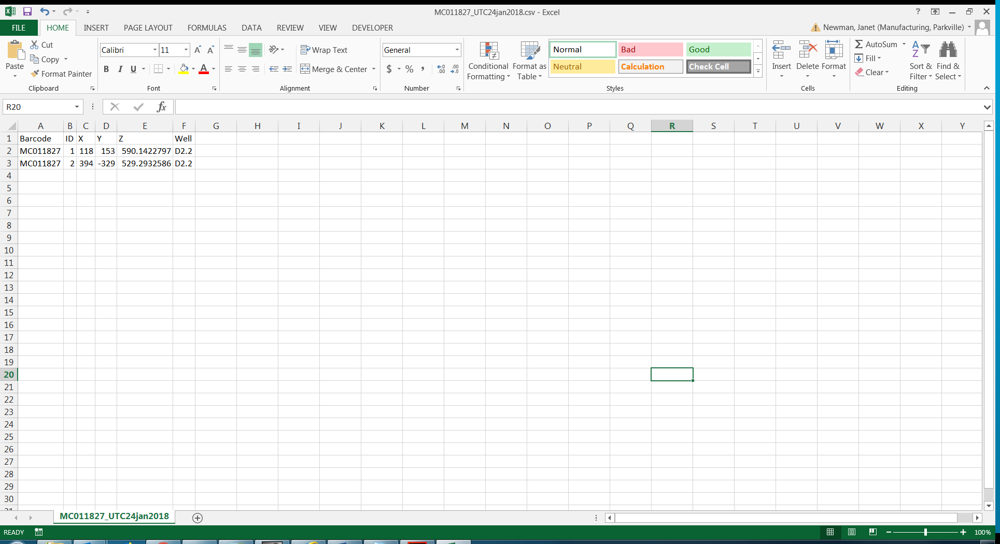 MC011827_UTC24jan2018.csv - Excel
?
FILE HOME INSERT PAGE LAYOUT FORMULAS DATA REVIEW VIEW DEVELOPER
Newman, Janet (Manufacturing, Parkville)
Paste
Cut
Copy
Format Painter
Clipboard
Calibri 11
B I U A
Font
Wrap Text
Merge & Center
Alignment
General
$ % ,
Number
Conditional Formatting
Format as Table
Normal Bad Good
Neutral Calculation Check Cell
Styles
Insert Delete Format
Cells
AutoSum
Fill
Clear
Sort & Filter
Find & Select
Editing
R20
fx
A B C D E F G H I J K L M N O P Q R S T U V W X Y
1 Barcode ID X Y Z Well
2 MC011827 1 118 153 590.1422797 D2.2
3 MC011827 2 394 -329 529.2932586 D2.2
4
5
6
7
8
9
10
11
12
13
14
15
16
17
18
19
20
21
22
23
24
25
26
27
28
29
30
31
MC011827_UTC24jan2018
READY
100%